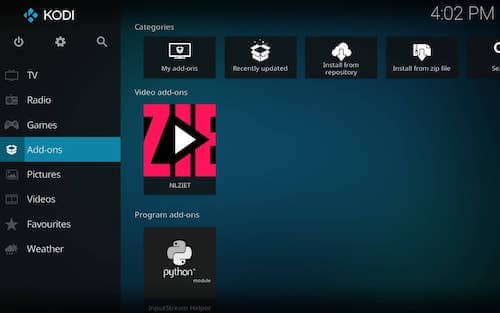 KODI
4:02 PM
Categories
My add-ons
Recently updated
Install from
repository
Install from zip file
TV
Radio
Games
Add-ons
Pictures
Videos
Favourites
Weather
Video add-ons
NLZIET
Program add-ons
python
module
InputStream Helper